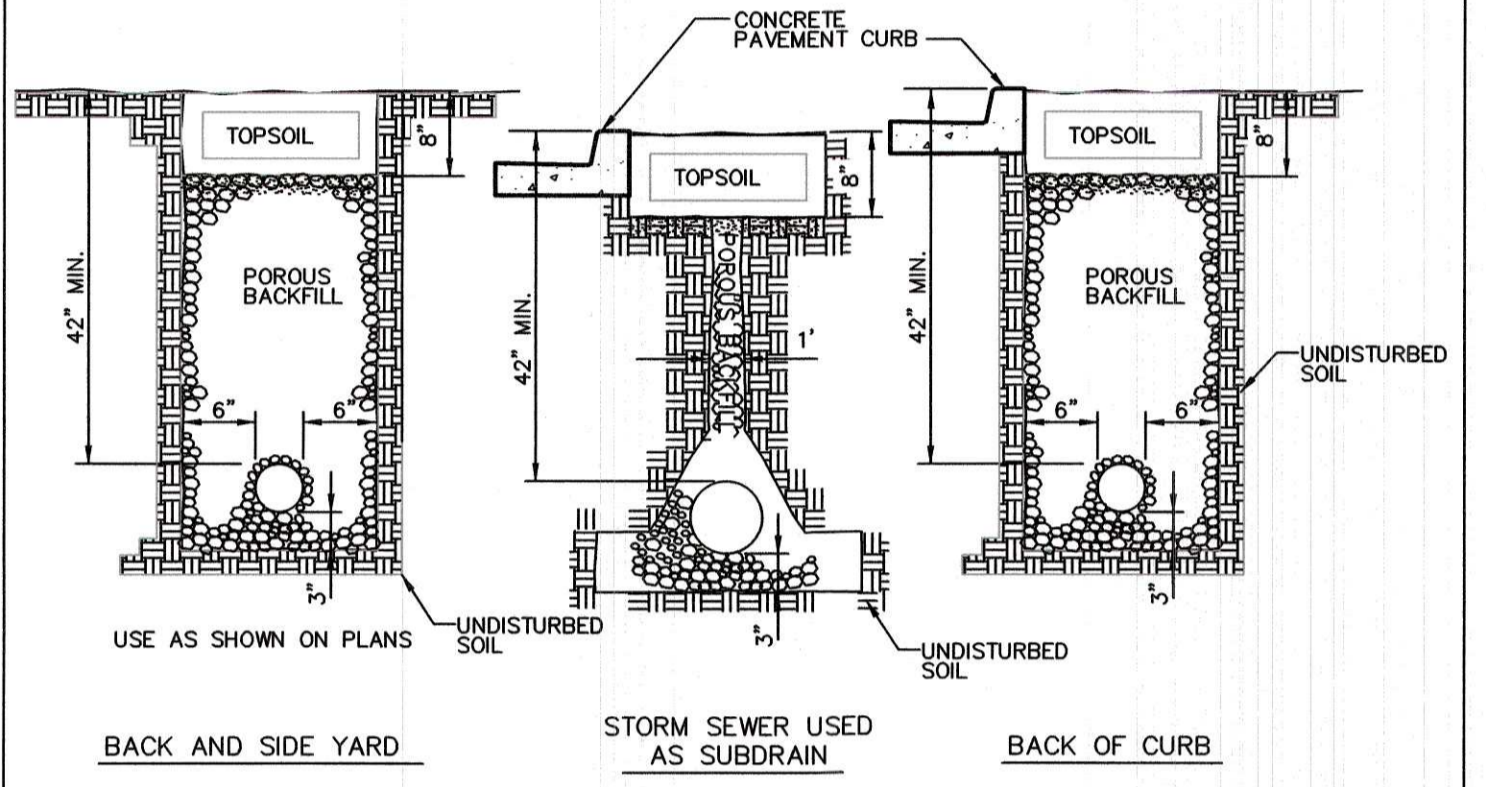 CONCRETE
PAVEMENT CURB
TOPSOIL
8"
POROUS
BACKFILL
42" MIN.
6"
6"
3"
USE AS SHOWN ON PLANS
UNDISTURBED
SOIL
BACK AND SIDE YARD
TOPSOIL
8"
POROUS BACKFILL
42" MIN.
1'
3"
UNDISTURBED
SOIL
STORM SEWER USED
AS SUBDRAIN
TOPSOIL
8"
POROUS
BACKFILL
42" MIN.
6"
6"
3"
UNDISTURBED
SOIL
BACK OF CURB